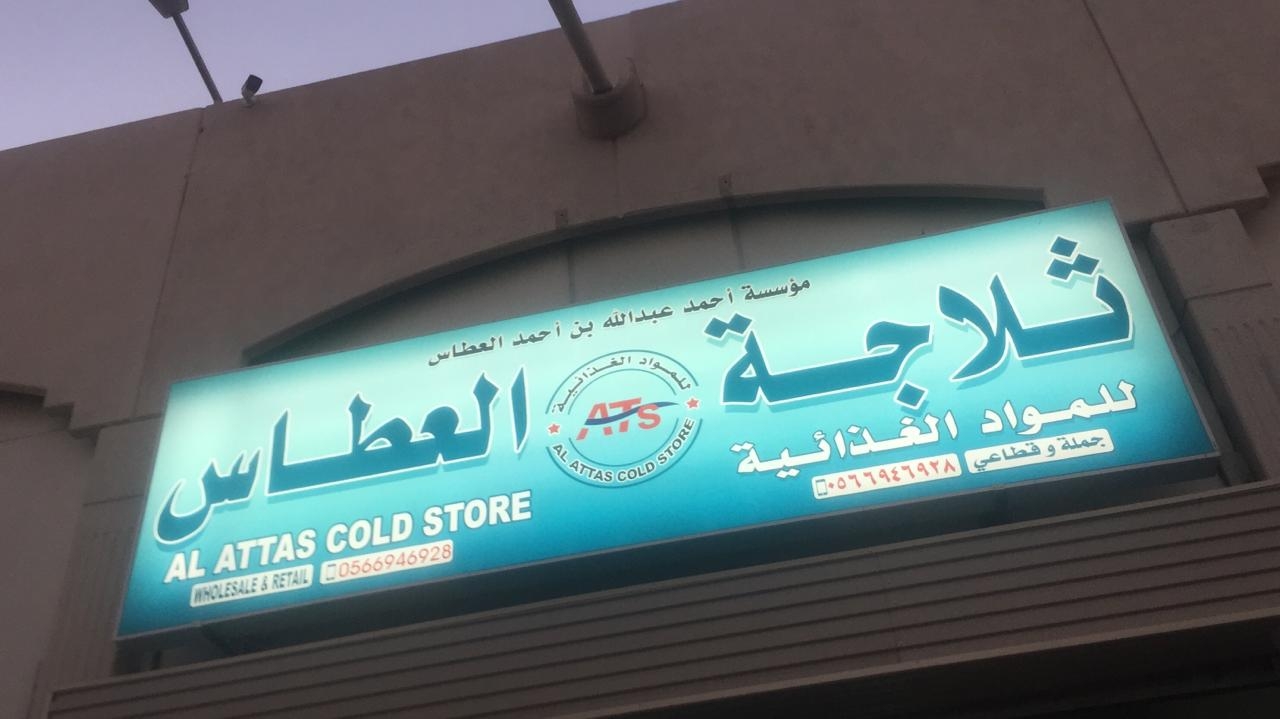 مؤسسة أحمد عبدالله بن أحمد العطاس
ثلاجة العطاس
للمواد الغذائية
جملة و قطاعي
٠٥٦٦٩٤٦٩٢٨
للمواد الغذائية
ATS
AL ATTAS COLD STORE
AL ATTAS COLD STORE
WHOLESALE & RETAIL
0566946928